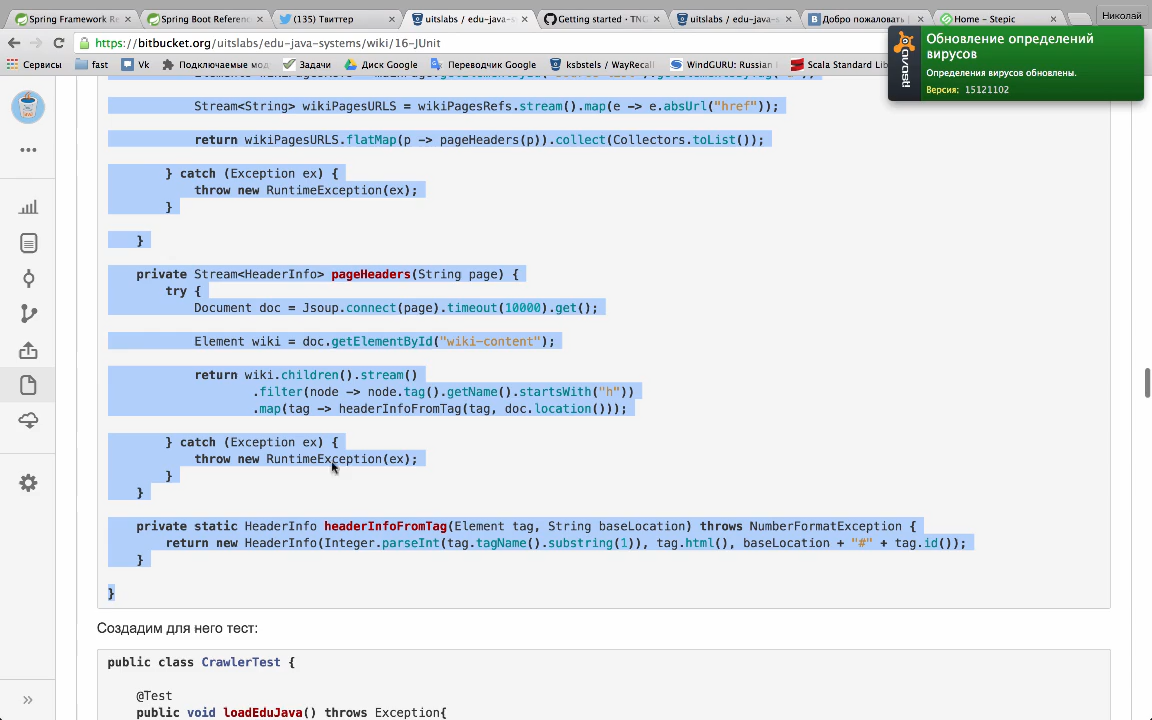 Spring Framework R
Spring Boot Referenc
(135) Твиттер
uitslabs / edu-java-s
Getting started · TNG
uitslabs / edu-java-s
Добро пожаловать
Home – Stepic
Николай
https://bitbucket.org/uitslabs/edu-java-systems/wiki/16-JUnit
Сервисы
fast
Vk
Подключаемые мод
Задачи
Диск Google
Переводчик Google
ksbstels / WayRecall
WindGURU: Russian
Scala Standard Libra
Обновление определений
вирусов
Определения вирусов обновлены.
Версия: 15121102
avast!
Stream<String> wikiPagesURLS = wikiPagesRefs.stream().map(e -> e.absUrl("href"));
return wikiPagesURLS.flatMap(p -> pageHeaders(p)).collect(Collectors.toList());
} catch (Exception ex) {
throw new RuntimeException(ex);
}
}
private Stream<HeaderInfo> pageHeaders(String page) {
try {
Document doc = Jsoup.connect(page).timeout(10000).get();
Element wiki = doc.getElementById("wiki-content");
return wiki.children().stream()
.filter(node -> node.tag().getName().startsWith("h"))
.map(tag -> headerInfoFromTag(tag, doc.location()));
} catch (Exception ex) {
throw new RuntimeException(ex);
}
}
private static HeaderInfo headerInfoFromTag(Element tag, String baseLocation) throws NumberFormatException {
return new HeaderInfo(Integer.parseInt(tag.tagName().substring(1)), tag.html(), baseLocation + "#" + tag.id());
}
}
Создадим для него тест:
public class CrawlerTest {
@Test
public void loadEduJava() throws Exception{